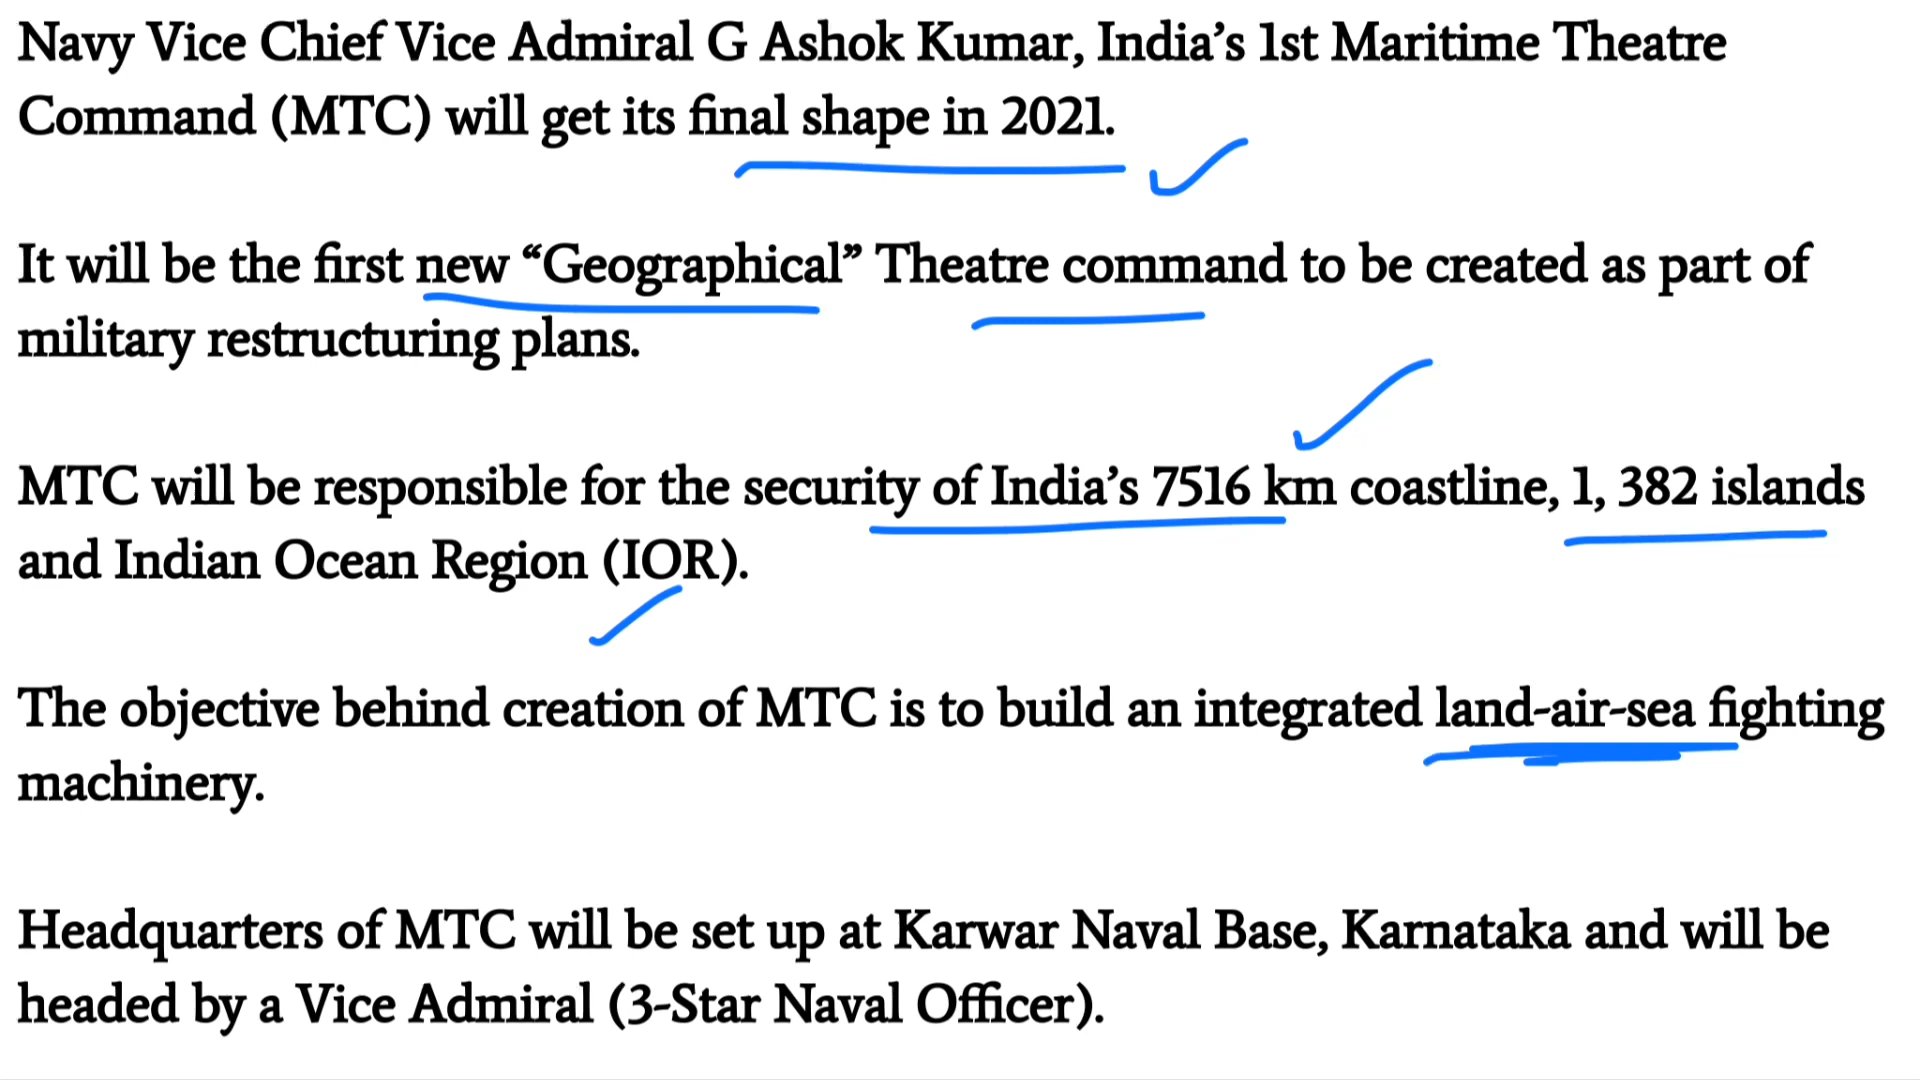 Navy Vice Chief Vice Admiral G Ashok Kumar, India’s 1st Maritime Theatre
Command (MTC) will get its final shape in 2021.
It will be the first new “Geographical” Theatre command to be created as part of
military restructuring plans.
MTC will be responsible for the security of India’s 7516 km coastline, 1, 382 islands
and Indian Ocean Region (IOR).
The objective behind creation of MTC is to build an integrated land-air-sea fighting
machinery.
Headquarters of MTC will be set up at Karwar Naval Base, Karnataka and will be
headed by a Vice Admiral (3-Star Naval Officer).